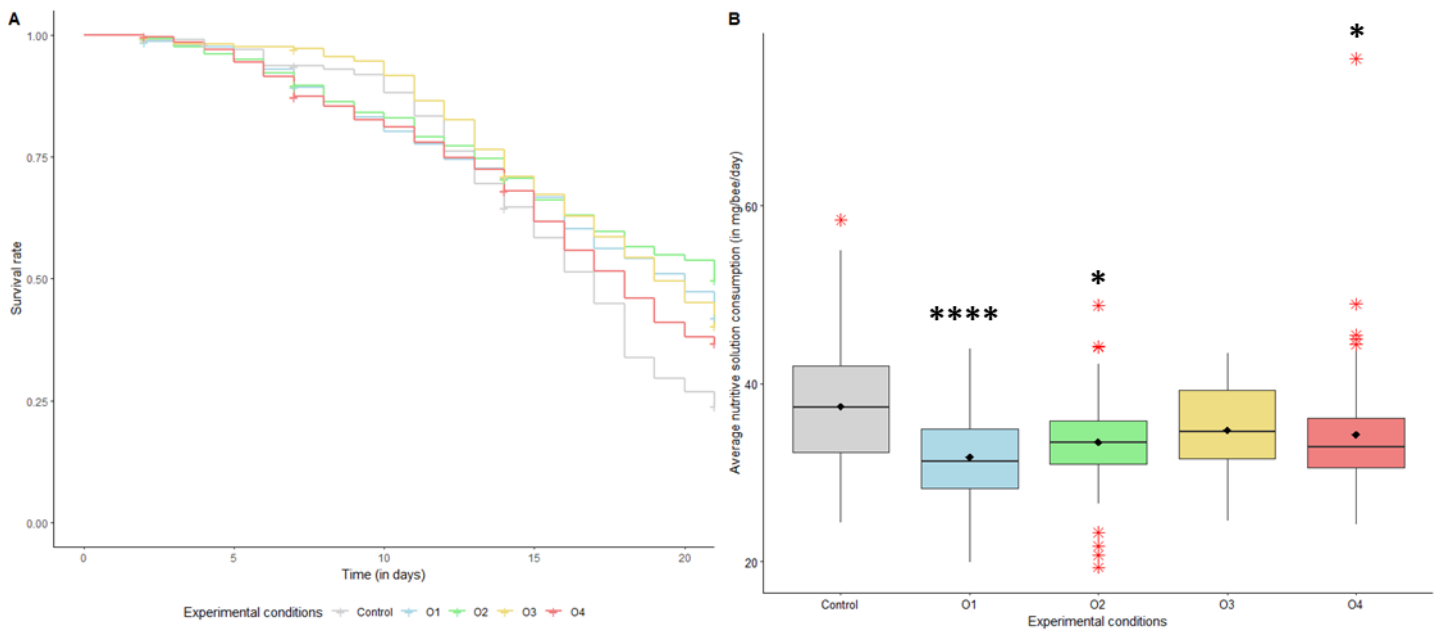 A
1.00
0.75
0.50
0.25
0.00
Survival rate
0
5
10
15
20
Time (in days)
Experimental conditions Control O1 O2 O3 O4
B
60
40
20
Average nutritive solution consumption (in mg/bee/day)
****
*
*
Control O1 O2 O3 O4
Experimental conditions